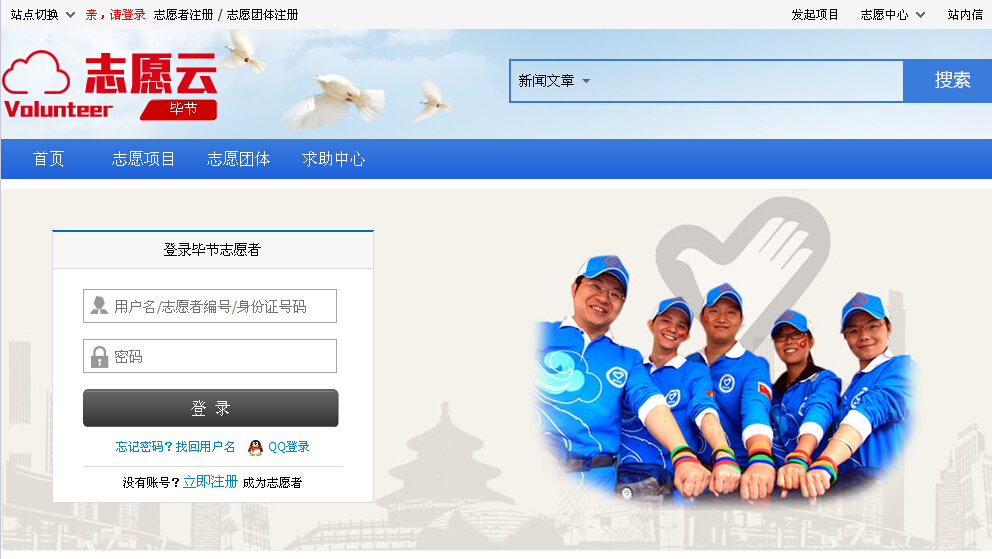 站点切换 亲，请登录 志愿者注册 / 志愿团体注册 发起项目 志愿中心 站内信
志愿云
Volunteer 毕节
新闻文章 搜索
首页 志愿项目 志愿团体 求助中心
登录毕节志愿者
用户名/志愿者编号/身份证号码
密码
登 录
忘记密码？找回用户名 QQ登录
没有账号？立即注册 成为志愿者